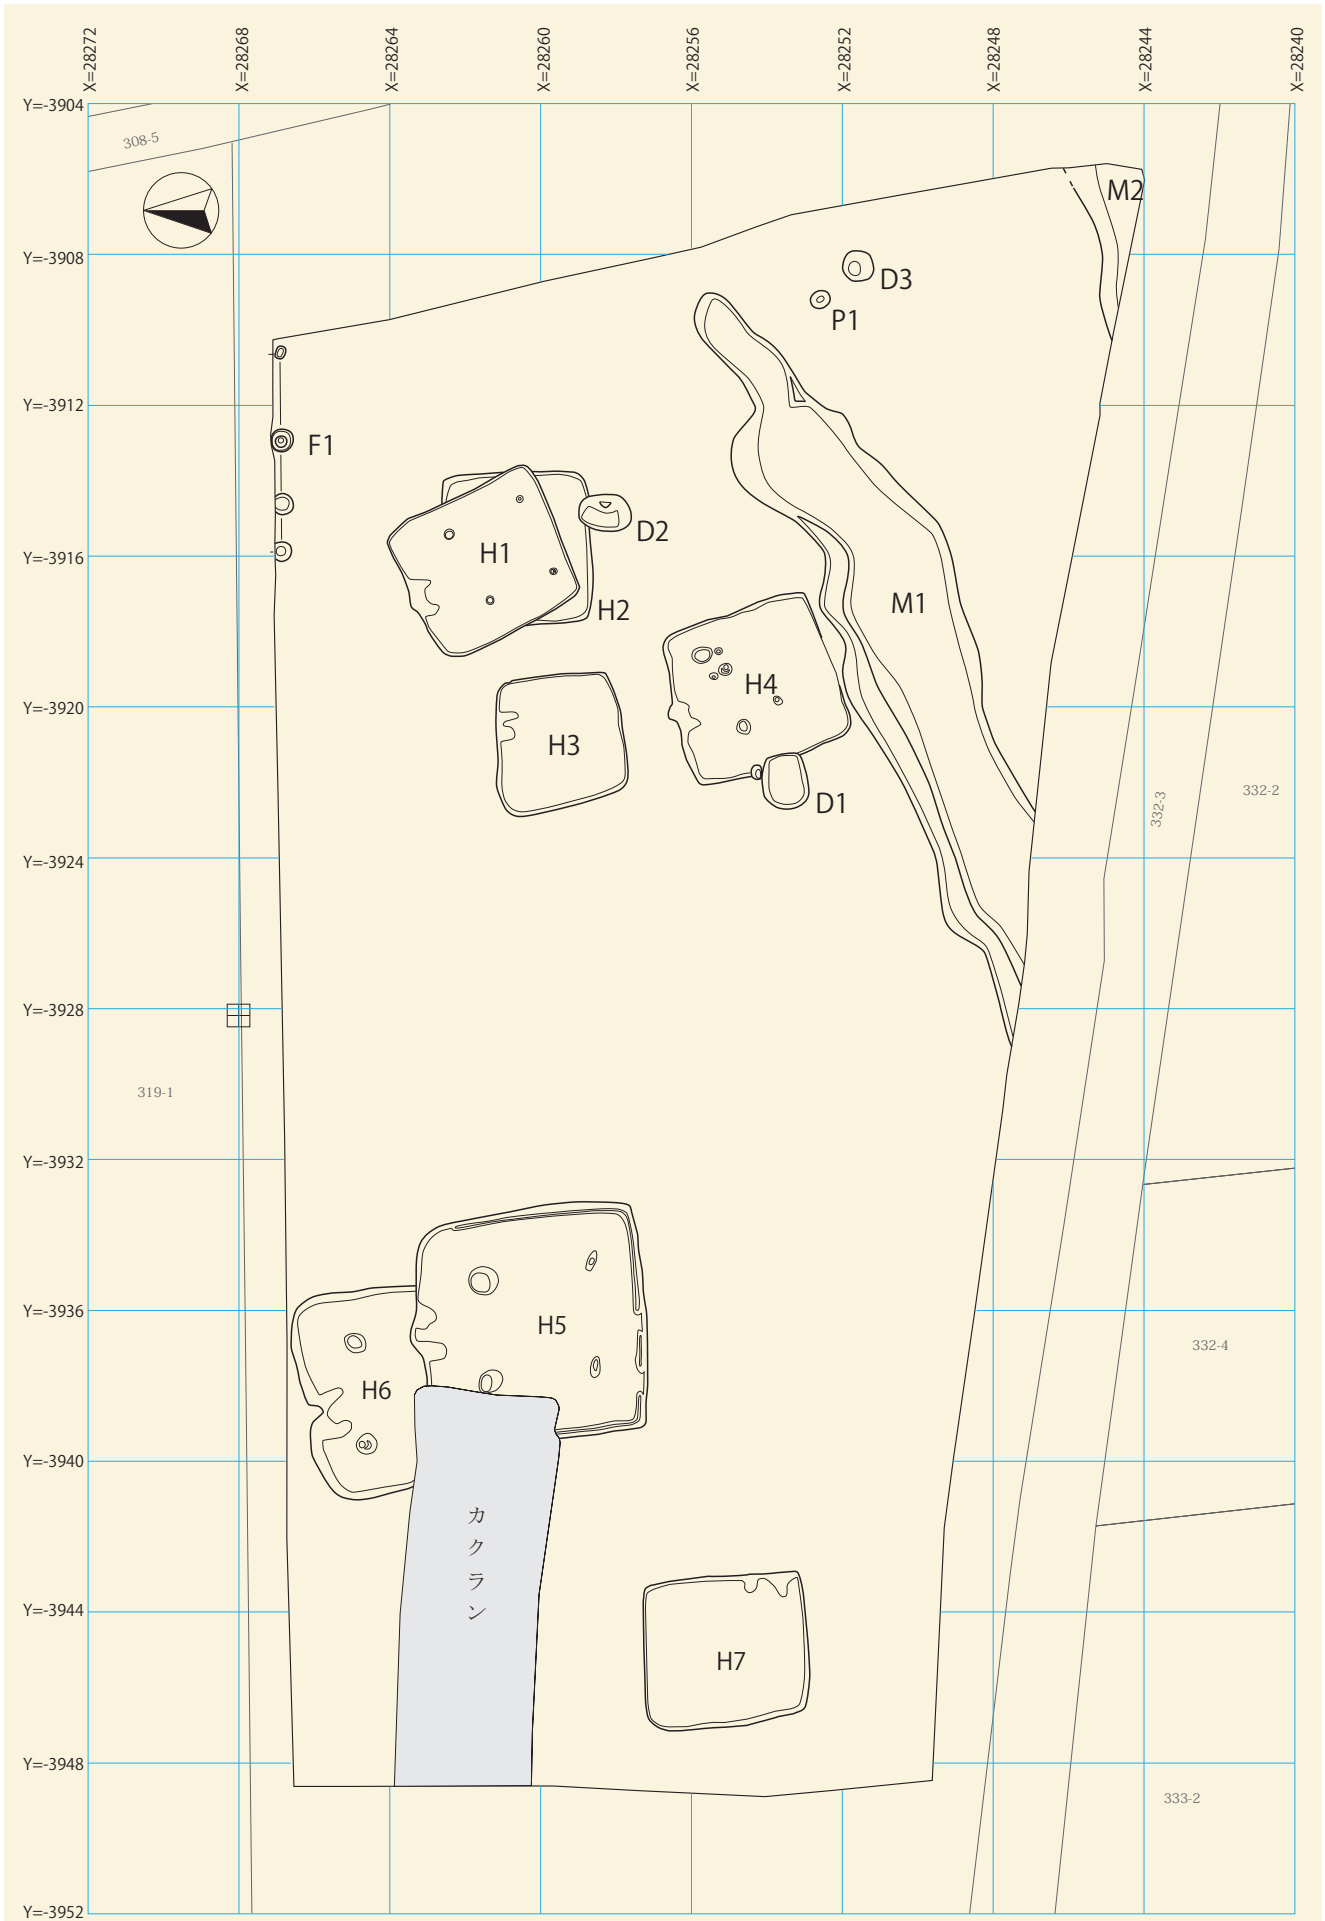 X=28272
X=28268
X=28264
X=28260
X=28256
X=28252
X=28248
X=28244
X=28240
Y=-3904
Y=-3908
Y=-3912
Y=-3916
Y=-3920
Y=-3924
Y=-3928
Y=-3932
Y=-3936
Y=-3940
Y=-3944
Y=-3948
Y=-3952
308-5
M2
D3
P1
F1
D2
H1
H2
M1
H4
H3
D1
332-3
332-2
319-1
H5
332-4
H6
カクラン
H7
333-2